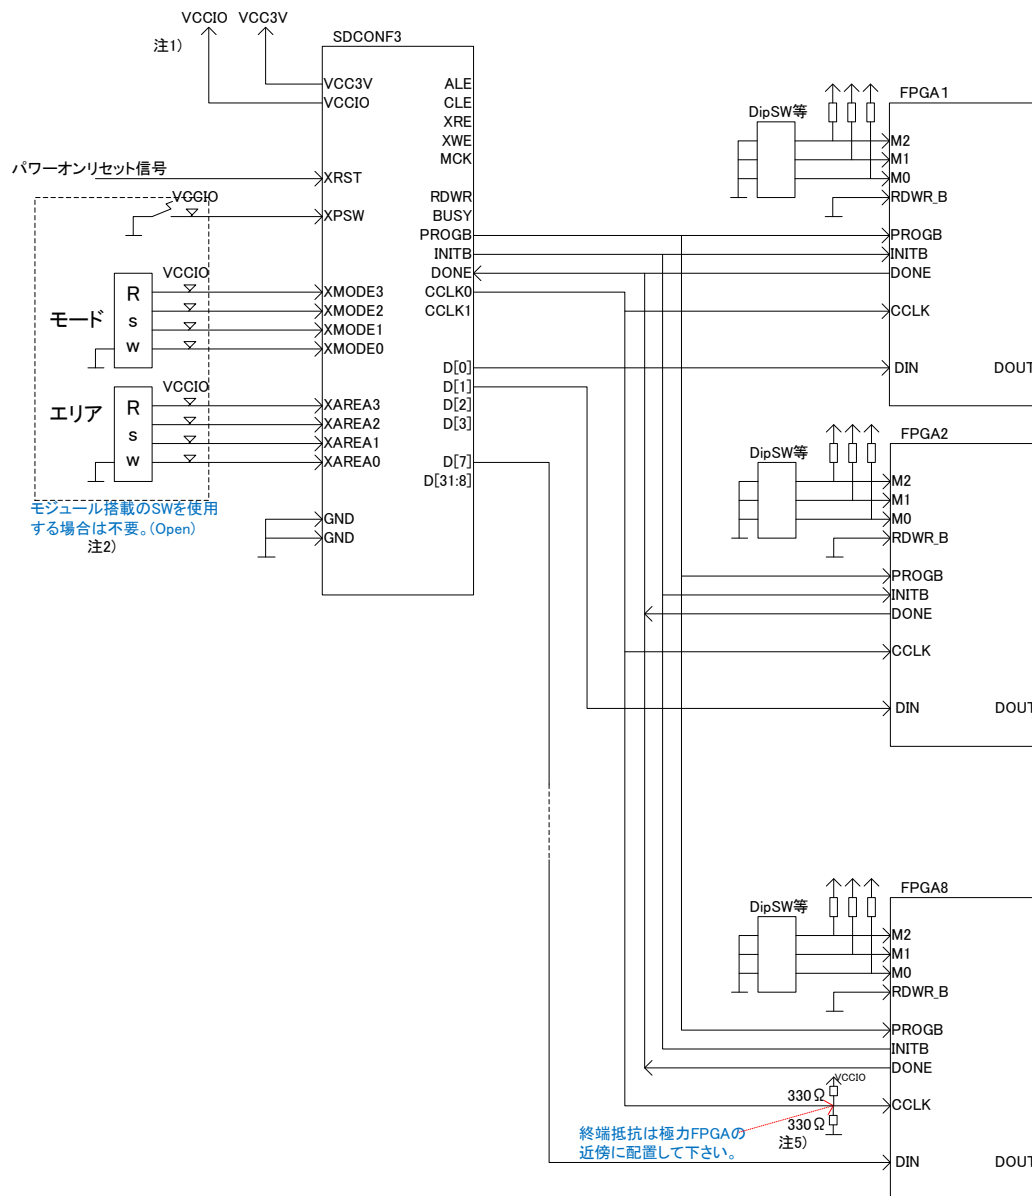 VCCIO VCC3V
注1)
SDCONF3
VCC3V
VCCIO
XRST
XPSW
XMODE3
XMODE2
XMODE1
XMODE0
XAREA3
XAREA2
XAREA1
XAREA0
GND
GND
ALE
CLE
XRE
XWE
MCK
RDWR
BUSY
PROGB
INITB
DONE
CCLK0
CCLK1
D[0]
D[1]
D[2]
D[3]
D[7]
D[31:8]
パワーオンリセット信号
VCCIO
VCCIO
モード
R
s
w
VCCIO
エリア
R
s
w
モジュール搭載のSWを使用
する場合は不要。(Open)
注2)
FPGA1
DipSW等
M2
M1
M0
RDWR_B
PROGB
INITB
DONE
CCLK
DIN DOUT
FPGA2
DipSW等
M2
M1
M0
RDWR_B
PROGB
INITB
DONE
CCLK
DIN DOUT
FPGA8
DipSW等
M2
M1
M0
RDWR_B
PROGB
INITB
DONE
VCCIO
330Ω
CCLK
330Ω
注5)
終端抵抗は極力FPGAの
近傍に配置して下さい。
DIN DOUT